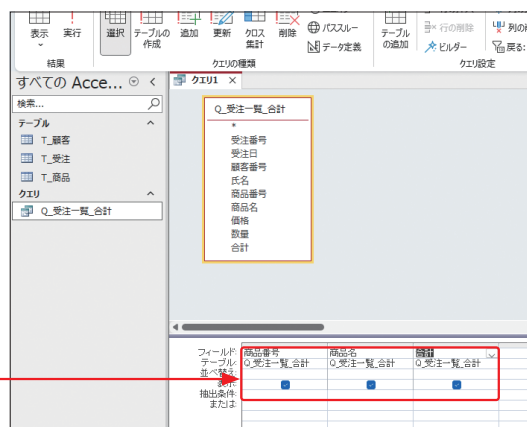 表示 実行 選択 テーブルの作成 追加 更新 クロス集計 削除 パススルー データ定義 テーブルの追加 行の削除 ビルダー 列の削 戻る:
結果 クエリの種類 クエリ設定
すべての Acce...
検索...
テーブル
T_顧客
T_受注
T_商品
クエリ
Q_受注一覧_合計
クエリ1
Q_受注一覧_合計
*
受注番号
受注日
顧客番号
氏名
商品番号
商品名
価格
数量
合計
フィールド: 商品番号 商品名 合計
テーブル: Q_受注一覧_合計 Q_受注一覧_合計 Q_受注一覧_合計
並べ替え:
表示:
抽出条件:
または: